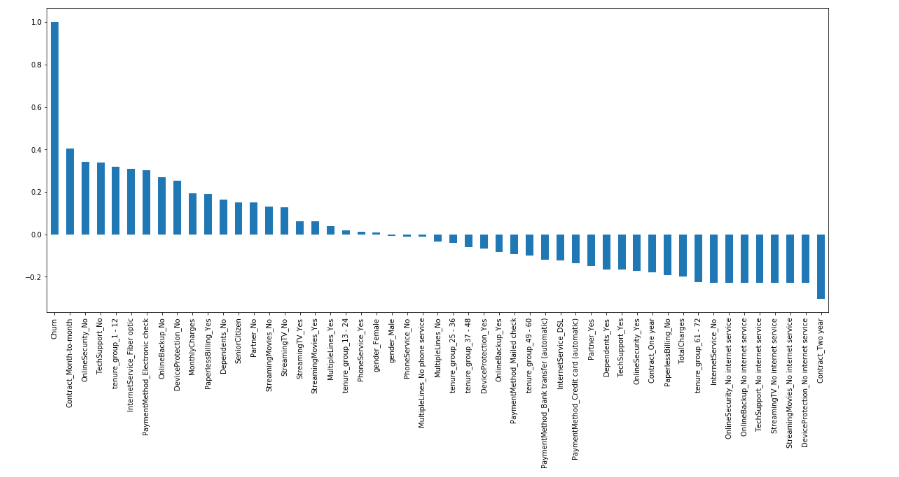 1.0
0.8
0.6
0.4
0.2
0.0
−0.2
Churn
Contract_Month-to-month
OnlineSecurity_No
TechSupport_No
tenure_group_1 - 12
InternetService_Fiber optic
PaymentMethod_Electronic check
OnlineBackup_No
DeviceProtection_No
MonthlyCharges
PaperlessBilling_Yes
Dependents_No
SeniorCitizen
Partner_No
StreamingMovies_No
StreamingTV_No
StreamingTV_Yes
StreamingMovies_Yes
MultipleLines_Yes
tenure_group_13 - 24
PhoneService_Yes
gender_Female
gender_Male
PhoneService_No
MultipleLines_No phone service
MultipleLines_No
tenure_group_25 - 36
tenure_group_37 - 48
DeviceProtection_Yes
OnlineBackup_Yes
PaymentMethod_Mailed check
tenure_group_49 - 60
PaymentMethod_Bank transfer (automatic)
InternetService_DSL
PaymentMethod_Credit card (automatic)
Partner_Yes
Dependents_Yes
TechSupport_Yes
OnlineSecurity_Yes
Contract_One year
PaperlessBilling_No
TotalCharges
tenure_group_61 - 72
InternetService_No
OnlineSecurity_No internet service
OnlineBackup_No internet service
TechSupport_No internet service
StreamingTV_No internet service
StreamingMovies_No internet service
DeviceProtection_No internet service
Contract_Two year